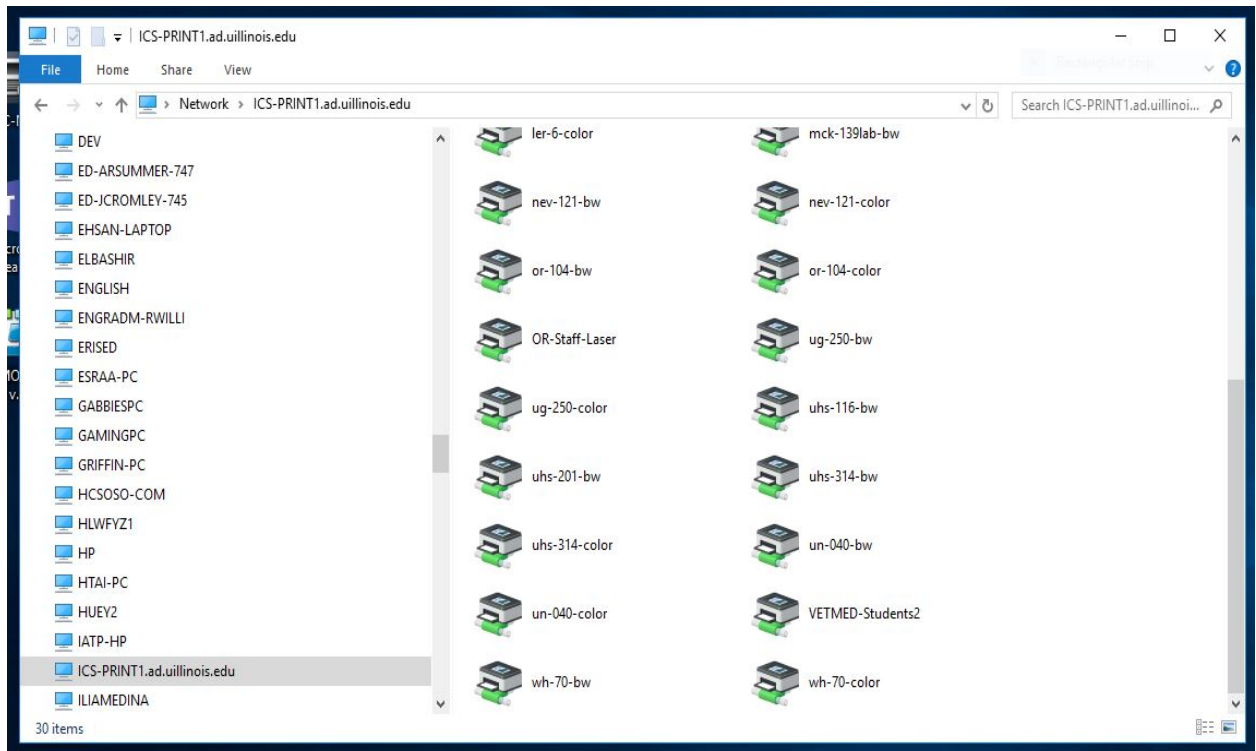 ICS-PRINT1.ad.uillinois.edu
File Home Share View
Network > ICS-PRINT1.ad.uillinois.edu
Search ICS-PRINT1.ad.uillinoi...
DEV
ED-ARSUMMER-747
ED-JCROMLEY-745
EHSAN-LAPTOP
ELBASHIR
ENGLISH
ENGRADM-RWILLI
ERISED
ESRAA-PC
GABBIESPC
GAMINGPC
GRIFFIN-PC
HCSOSO-COM
HLWFYZ1
HP
HTAI-PC
HUEY2
IATP-HP
ICS-PRINT1.ad.uillinois.edu
ILIAMEDINA
ler-6-color mck-139lab-bw
nev-121-bw nev-121-color
or-104-bw or-104-color
OR-Staff-Laser ug-250-bw
ug-250-color uhs-116-bw
uhs-201-bw uhs-314-bw
uhs-314-color un-040-bw
un-040-color VETMED-Students2
wh-70-bw wh-70-color
30 items